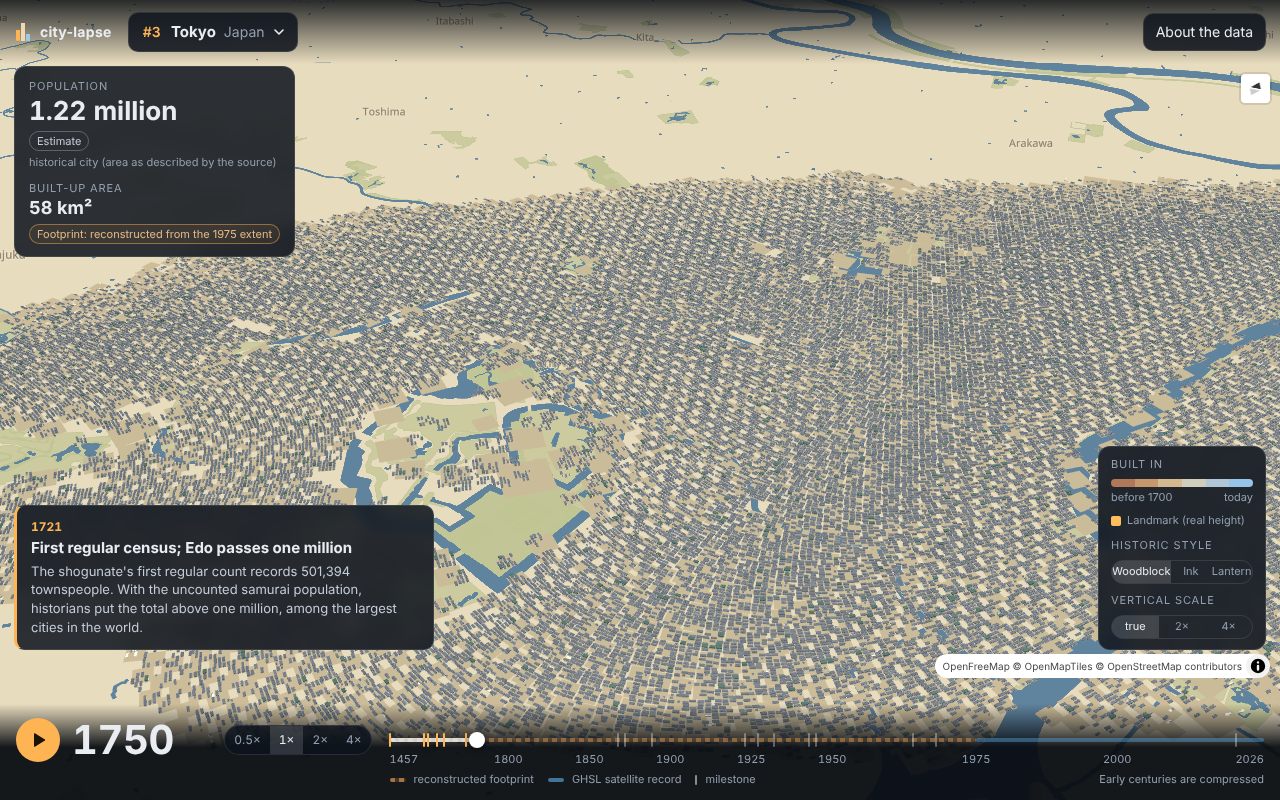 city-lapse
#3 Tokyo Japan
About the data
Itabashi
Kita
Toshima
Arakawa
POPULATION
1.22 million
Estimate
historical city (area as described by the source)
BUILT-UP AREA
58 km²
Footprint: reconstructed from the 1975 extent
1721
First regular census; Edo passes one million
The shogunate's first regular count records 501,394
townspeople. With the uncounted samurai population,
historians put the total above one million, among the largest
cities in the world.
BUILT IN
before 1700 today
Landmark (real height)
HISTORIC STYLE
Woodblock Ink Lantern
VERTICAL SCALE
true 2× 4×
OpenFreeMap © OpenMapTiles © OpenStreetMap contributors
1750
0.5× 1× 2× 4×
1457 1800 1850 1900 1925 1950 1975 2000 2026
reconstructed footprint GHSL satellite record milestone
Early centuries are compressed